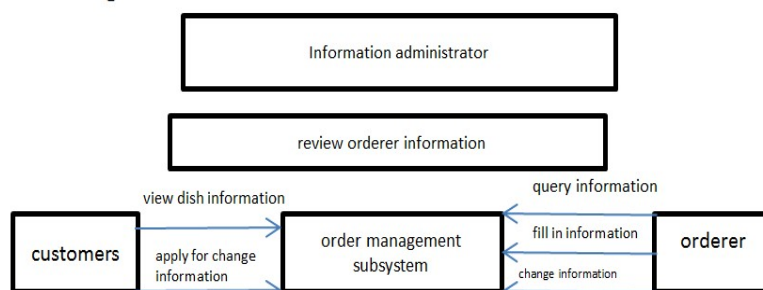 Information administrator
review orderer information
view dish information
query information
customers
order management
subsystem
fill in information
orderer
apply for change
information
change information